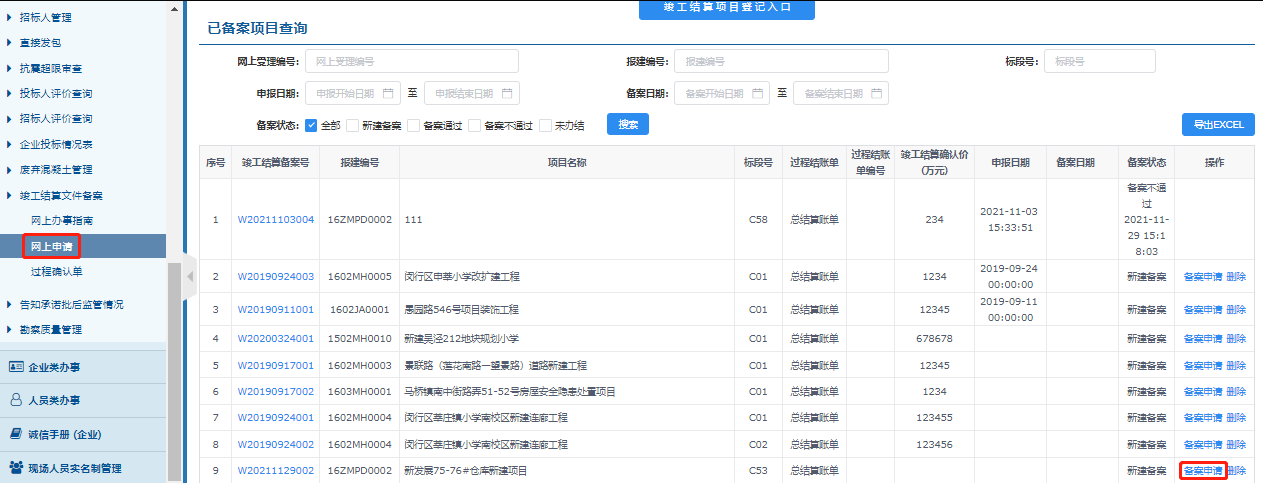 招标人管理
直接发包
抗震超限审查
投标人评价查询
招标人评价查询
企业投标情况表
废弃混凝土管理
竣工结算文件备案
网上办事指南
网上申请
过程确认单
告知承诺批后监管情况
勘察质量管理
企业类办事
人员类办事
诚信手册 (企业)
现场人员实名制管理
竣工结算项目登记入口
已备案项目查询
网上受理编号: 网上受理编号 报建编号: 报建编号 标段号: 标段号
申报日期: 申报开始日期 至 申报结束日期 备案日期: 备案开始日期 至 备案结束日期
备案状态: 全部 新建备案 备案通过 备案不通过 未办结 搜索 导出EXCEL
序号 竣工结算备案号 报建编号 项目名称 标段号 过程结账单 过程结账单编号 竣工结算确认价(万元) 申报日期 备案日期 备案状态 操作
1 W20211103004 16ZMPD0002 111 C58 总结算账单 234 2021-11-03 15:33:51 备案不通过 2021-11-29 15:18:03
2 W20190924003 1602MH0005 闵行区申莘小学改扩建工程 C01 总结算账单 1234 2019-09-24 00:00:00 新建备案 备案申请 删除
3 W20190911001 1602JA0001 愚园路546号项目装饰工程 C01 总结算账单 12345 2019-09-11 00:00:00 新建备案 备案申请 删除
4 W20200324001 1502MH0010 新建吴泾212地块规划小学 C01 总结算账单 678678 新建备案 备案申请 删除
5 W20190917001 1602MH0003 景联路（莲花南路—望景路）道路新建工程 C01 总结算账单 12345 新建备案 备案申请 删除
6 W20190917002 1603MH0001 马桥镇南中街路弄51-52号房屋安全隐患处置项目 C01 总结算账单 1234 新建备案 备案申请 删除
7 W20190924001 1602MH0004 闵行区莘庄镇小学南校区新建连廊工程 C01 总结算账单 123455 新建备案 备案申请 删除
8 W20190924002 1602MH0004 闵行区莘庄镇小学南校区新建连廊工程 C02 总结算账单 123456 新建备案 备案申请 删除
9 W20211129002 16ZMPD0002 新发展75-76#仓库新建项目 C53 总结算账单 新建备案 备案申请 删除